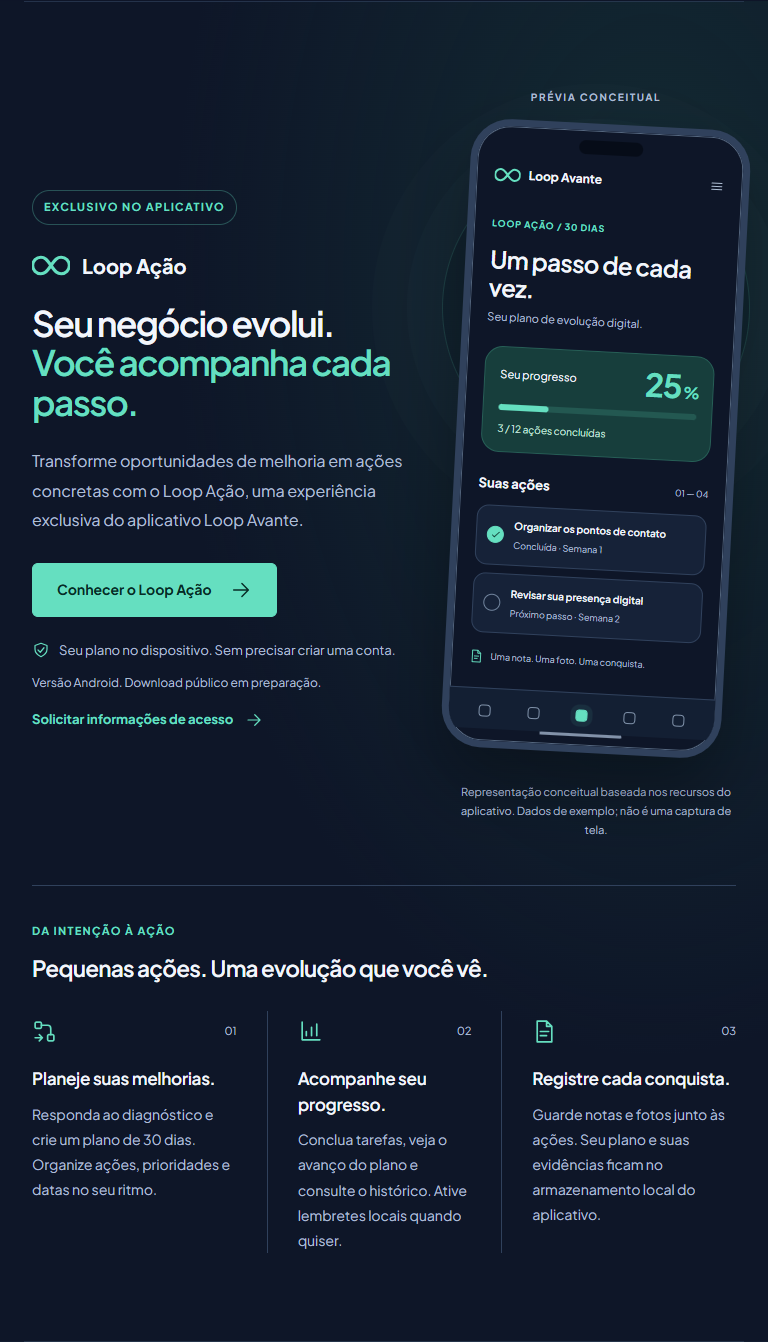 EXCLUSIVO NO APLICATIVO
Loop Ação
Seu negócio evolui.
Você acompanha cada
passo.
Transforme oportunidades de melhoria em ações
concretas com o Loop Ação, uma experiência
exclusiva do aplicativo Loop Avante.
Conhecer o Loop Ação
Seu plano no dispositivo. Sem precisar criar uma conta.
Versão Android. Download público em preparação.
Solicitar informações de acesso
PRÉVIA CONCEITUAL
Loop Avante
LOOP AÇÃO / 30 DIAS
Um passo de cada
vez.
Seu plano de evolução digital.
Seu progresso
25%
3 / 12 ações concluídas
Suas ações
01 — 04
Organizar os pontos de contato
Concluída · Semana 1
Revisar sua presença digital
Próximo passo · Semana 2
Uma nota. Uma foto. Uma conquista.
Representação conceitual baseada nos recursos do
aplicativo. Dados de exemplo; não é uma captura de
tela.
DA INTENÇÃO À AÇÃO
Pequenas ações. Uma evolução que você vê.
01
Planeje suas melhorias.
Responda ao diagnóstico e
crie um plano de 30 dias.
Organize ações, prioridades e
datas no seu ritmo.
02
Acompanhe seu
progresso.
Conclua tarefas, veja o
avanço do plano e
consulte o histórico. Ative
lembretes locais quando
quiser.
03
Registre cada conquista.
Guarde notas e fotos junto às
ações. Seu plano e suas
evidências ficam no
armazenamento local do
aplicativo.